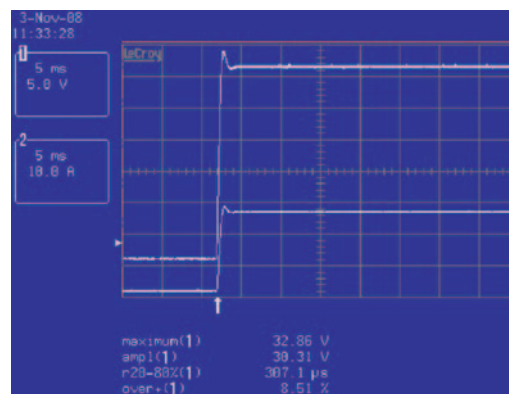 3-Nov-08
11:33:28
1
5 ms
5.0 V
LeCroy
2
5 ms
10.0 A
maximum(1) 32.86 V
ampl(1) 30.31 V
r20-80%(1) 307.1 µs
over+(1) 8.51 %